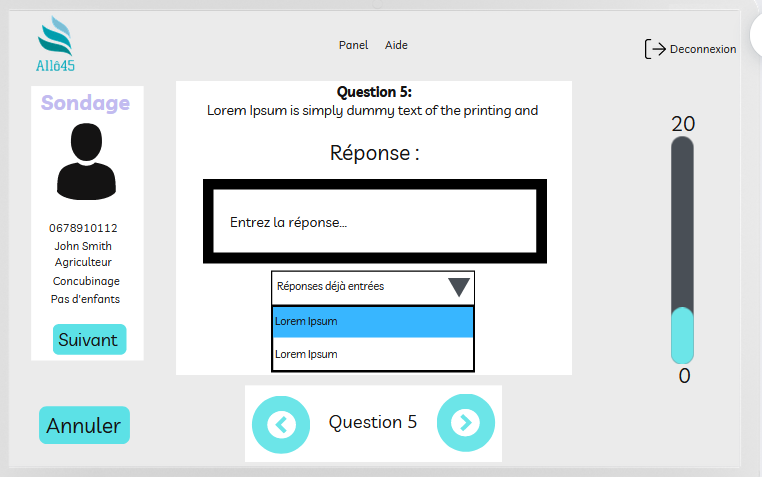 Allô45
Panel
Aide
Deconnexion
Sondage
0678910112
John Smith
Agriculteur
Concubinage
Pas d'enfants
Suivant
Annuler
Question 5:
Lorem Ipsum is simply dummy text of the printing and
Réponse :
Entrez la réponse...
Réponses déjà entrées
Lorem Ipsum
Lorem Ipsum
Question 5
20
0